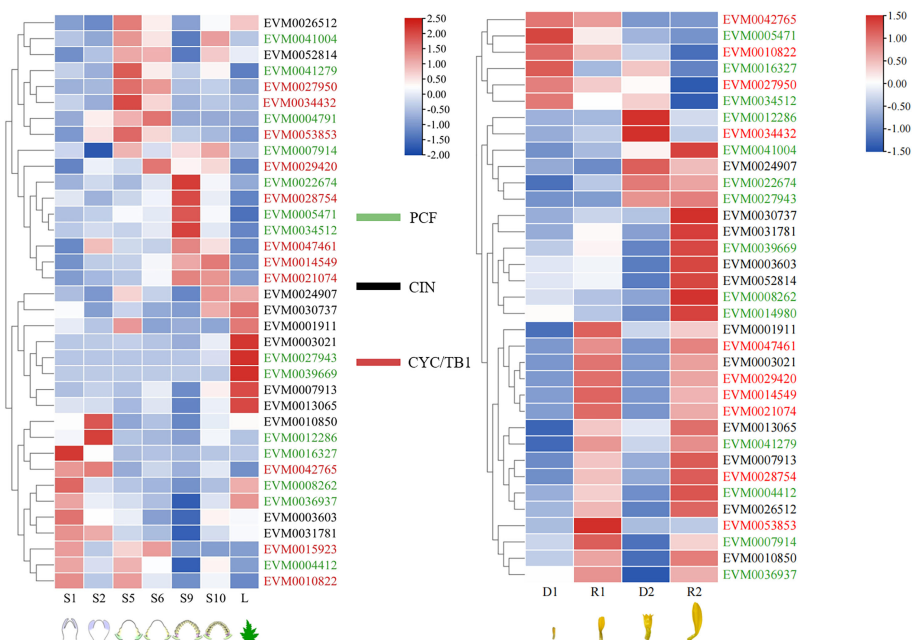 EVM0026512
EVM0041004
EVM0052814
EVM0041279
EVM0027950
EVM0034432
EVM0004791
EVM0053853
EVM0007914
EVM0029420
EVM0022674
EVM0028754
EVM0005471
EVM0034512
EVM0047461
EVM0014549
EVM0021074
EVM0024907
EVM0030737
EVM0001911
EVM0003021
EVM0027943
EVM0039669
EVM0007913
EVM0013065
EVM0010850
EVM0012286
EVM0016327
EVM0042765
EVM0008262
EVM0036937
EVM0003603
EVM0031781
EVM0015923
EVM0004412
EVM0010822
S1 S2 S5 S6 S9 S10 L
2.50
2.00
1.50
1.00
0.50
0.00
-0.50
-1.00
-1.50
-2.00
PCF
CIN
CYC/TB1
EVM0042765
EVM0005471
EVM0010822
EVM0016327
EVM0027950
EVM0034512
EVM0012286
EVM0034432
EVM0041004
EVM0024907
EVM0022674
EVM0027943
EVM0030737
EVM0031781
EVM0039669
EVM0003603
EVM0052814
EVM0008262
EVM0014980
EVM0001911
EVM0047461
EVM0003021
EVM0029420
EVM0014549
EVM0021074
EVM0013065
EVM0041279
EVM0007913
EVM0028754
EVM0004412
EVM0026512
EVM0053853
EVM0007914
EVM0010850
EVM0036937
D1 R1 D2 R2
1.50
1.00
0.50
0.00
-0.50
-1.00
-1.50